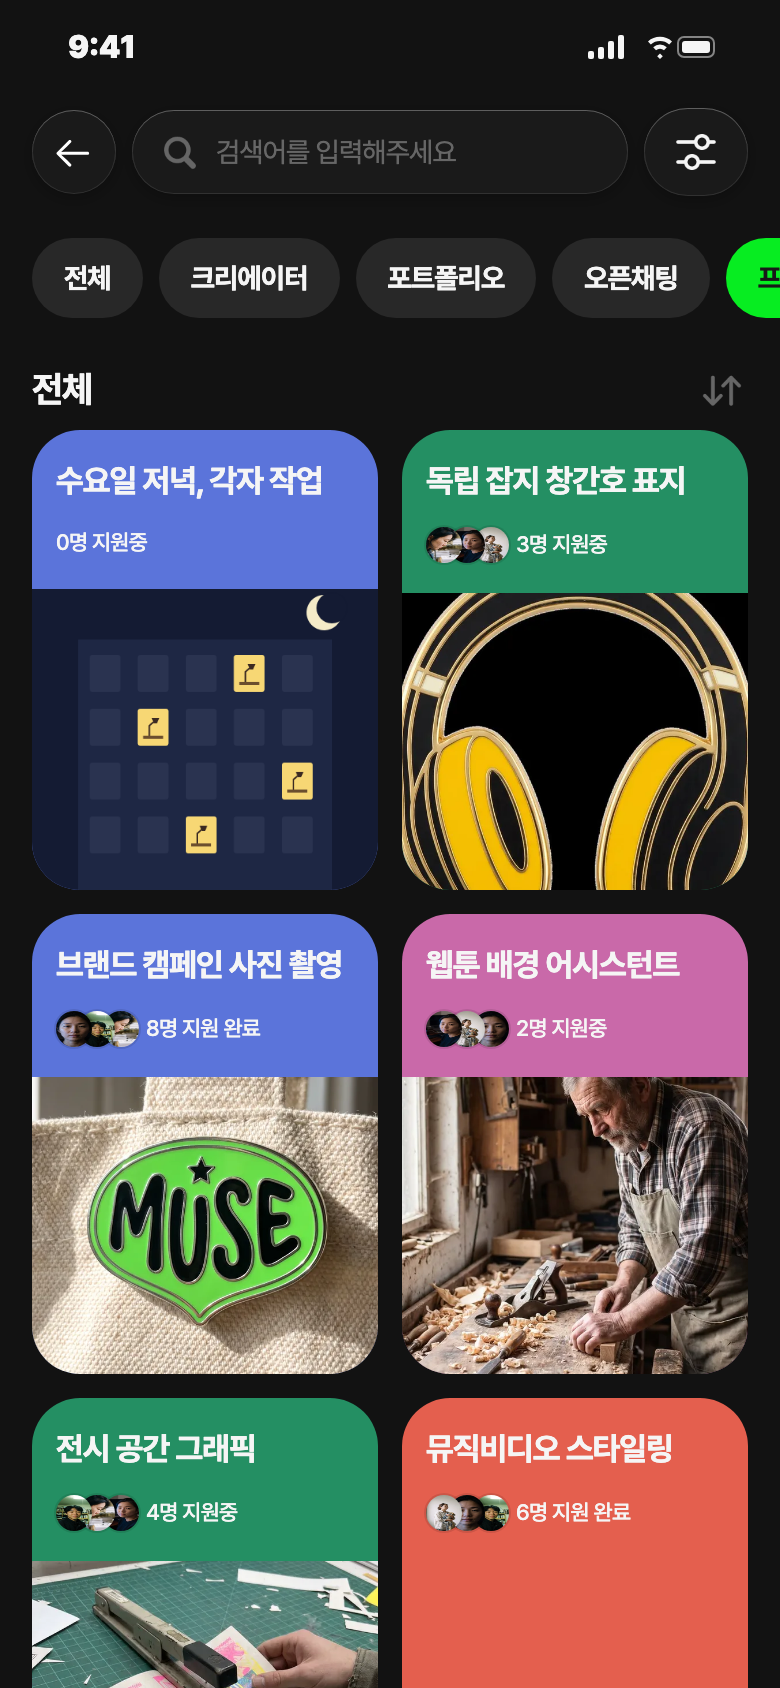 9:41
검색어를 입력해주세요
전체
크리에이터
포트폴리오
오픈채팅
전체
수요일 저녁, 각자 작업
0명 지원중
독립 잡지 창간호 표지
3명 지원중
브랜드 캠페인 사진 촬영
8명 지원 완료
MUSE
웹툰 배경 어시스턴트
2명 지원중
전시 공간 그래픽
4명 지원중
뮤직비디오 스타일링
6명 지원 완료